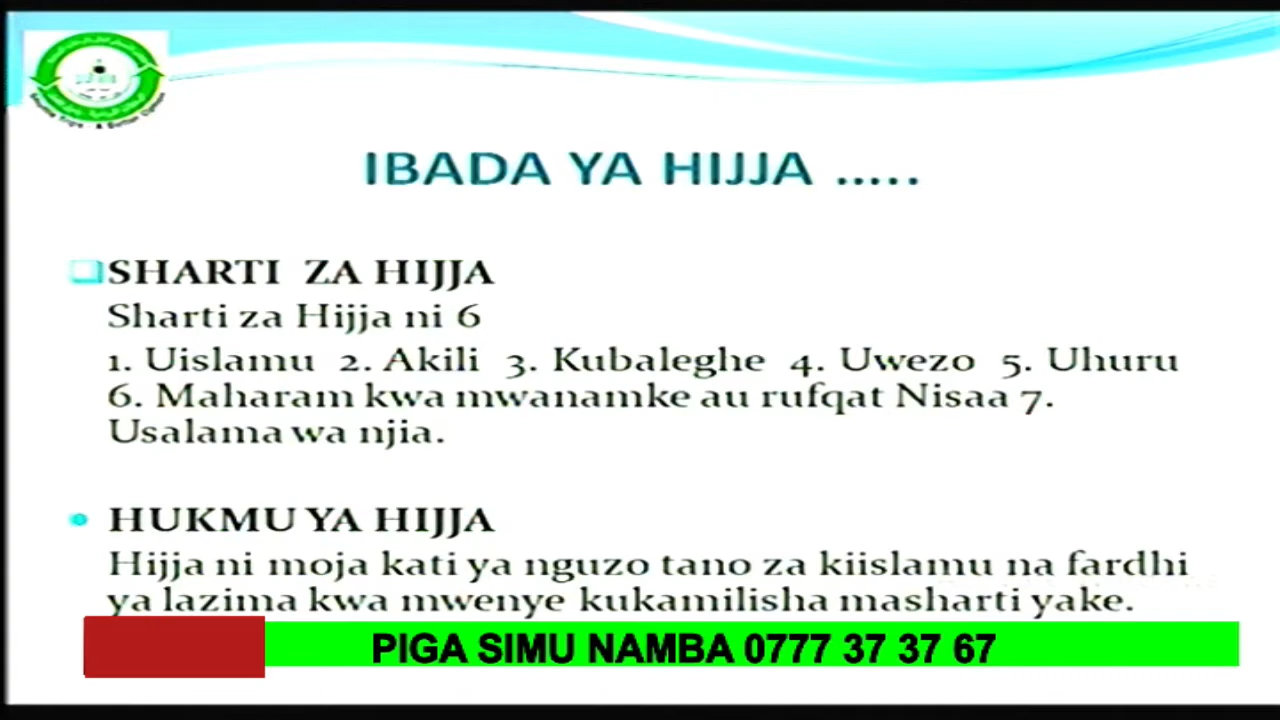 IBADA YA HIJJA .....
SHARTI ZA HIJJA
Sharti za Hijja ni 6
1. Uislamu 2. Akili 3. Kubaleghe 4. Uwezo 5. Uhuru
6. Maharam kwa mwanamke au rufqat Nisaa 7.
Usalama wa njia.
HUKMU YA HIJJA
Hijja ni moja kati ya nguzo tano za kiislamu na fardhi
ya lazima kwa mwenye kukamilisha masharti yake.
PIGA SIMU NAMBA 0777 37 37 67